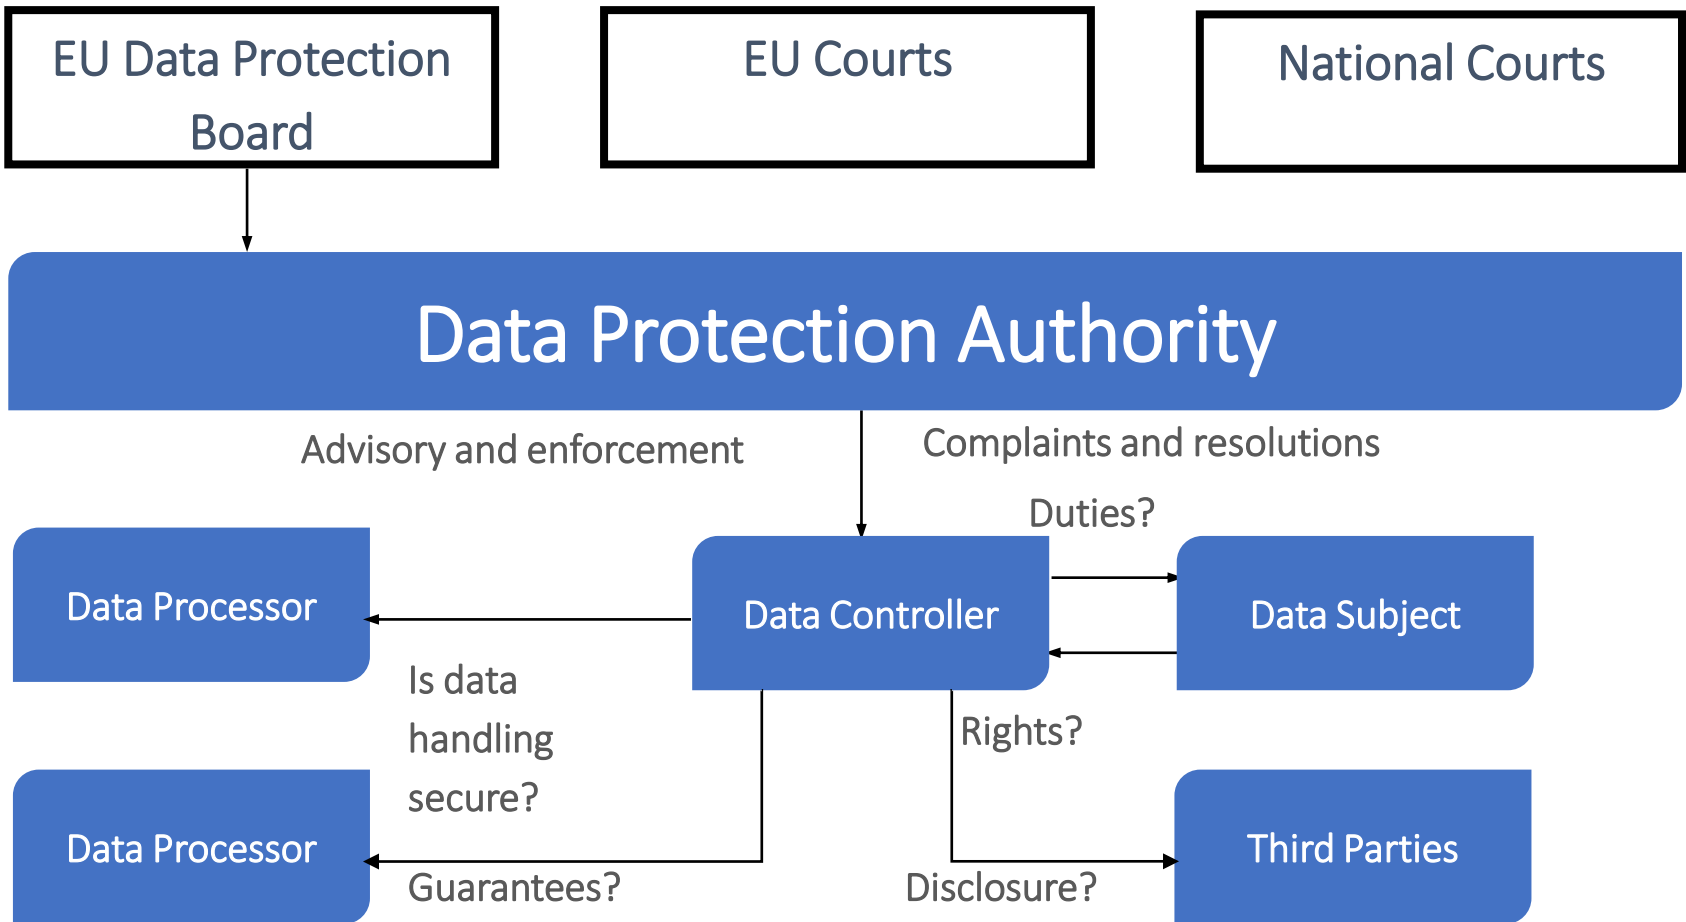 EU Data Protection
Board
EU Courts
National Courts
Data Protection Authority
Advisory and enforcement
Complaints and resolutions
Duties?
Data Processor
Data Controller
Data Subject
Is data
handling
secure?
Rights?
Data Processor
Third Parties
Guarantees?
Disclosure?